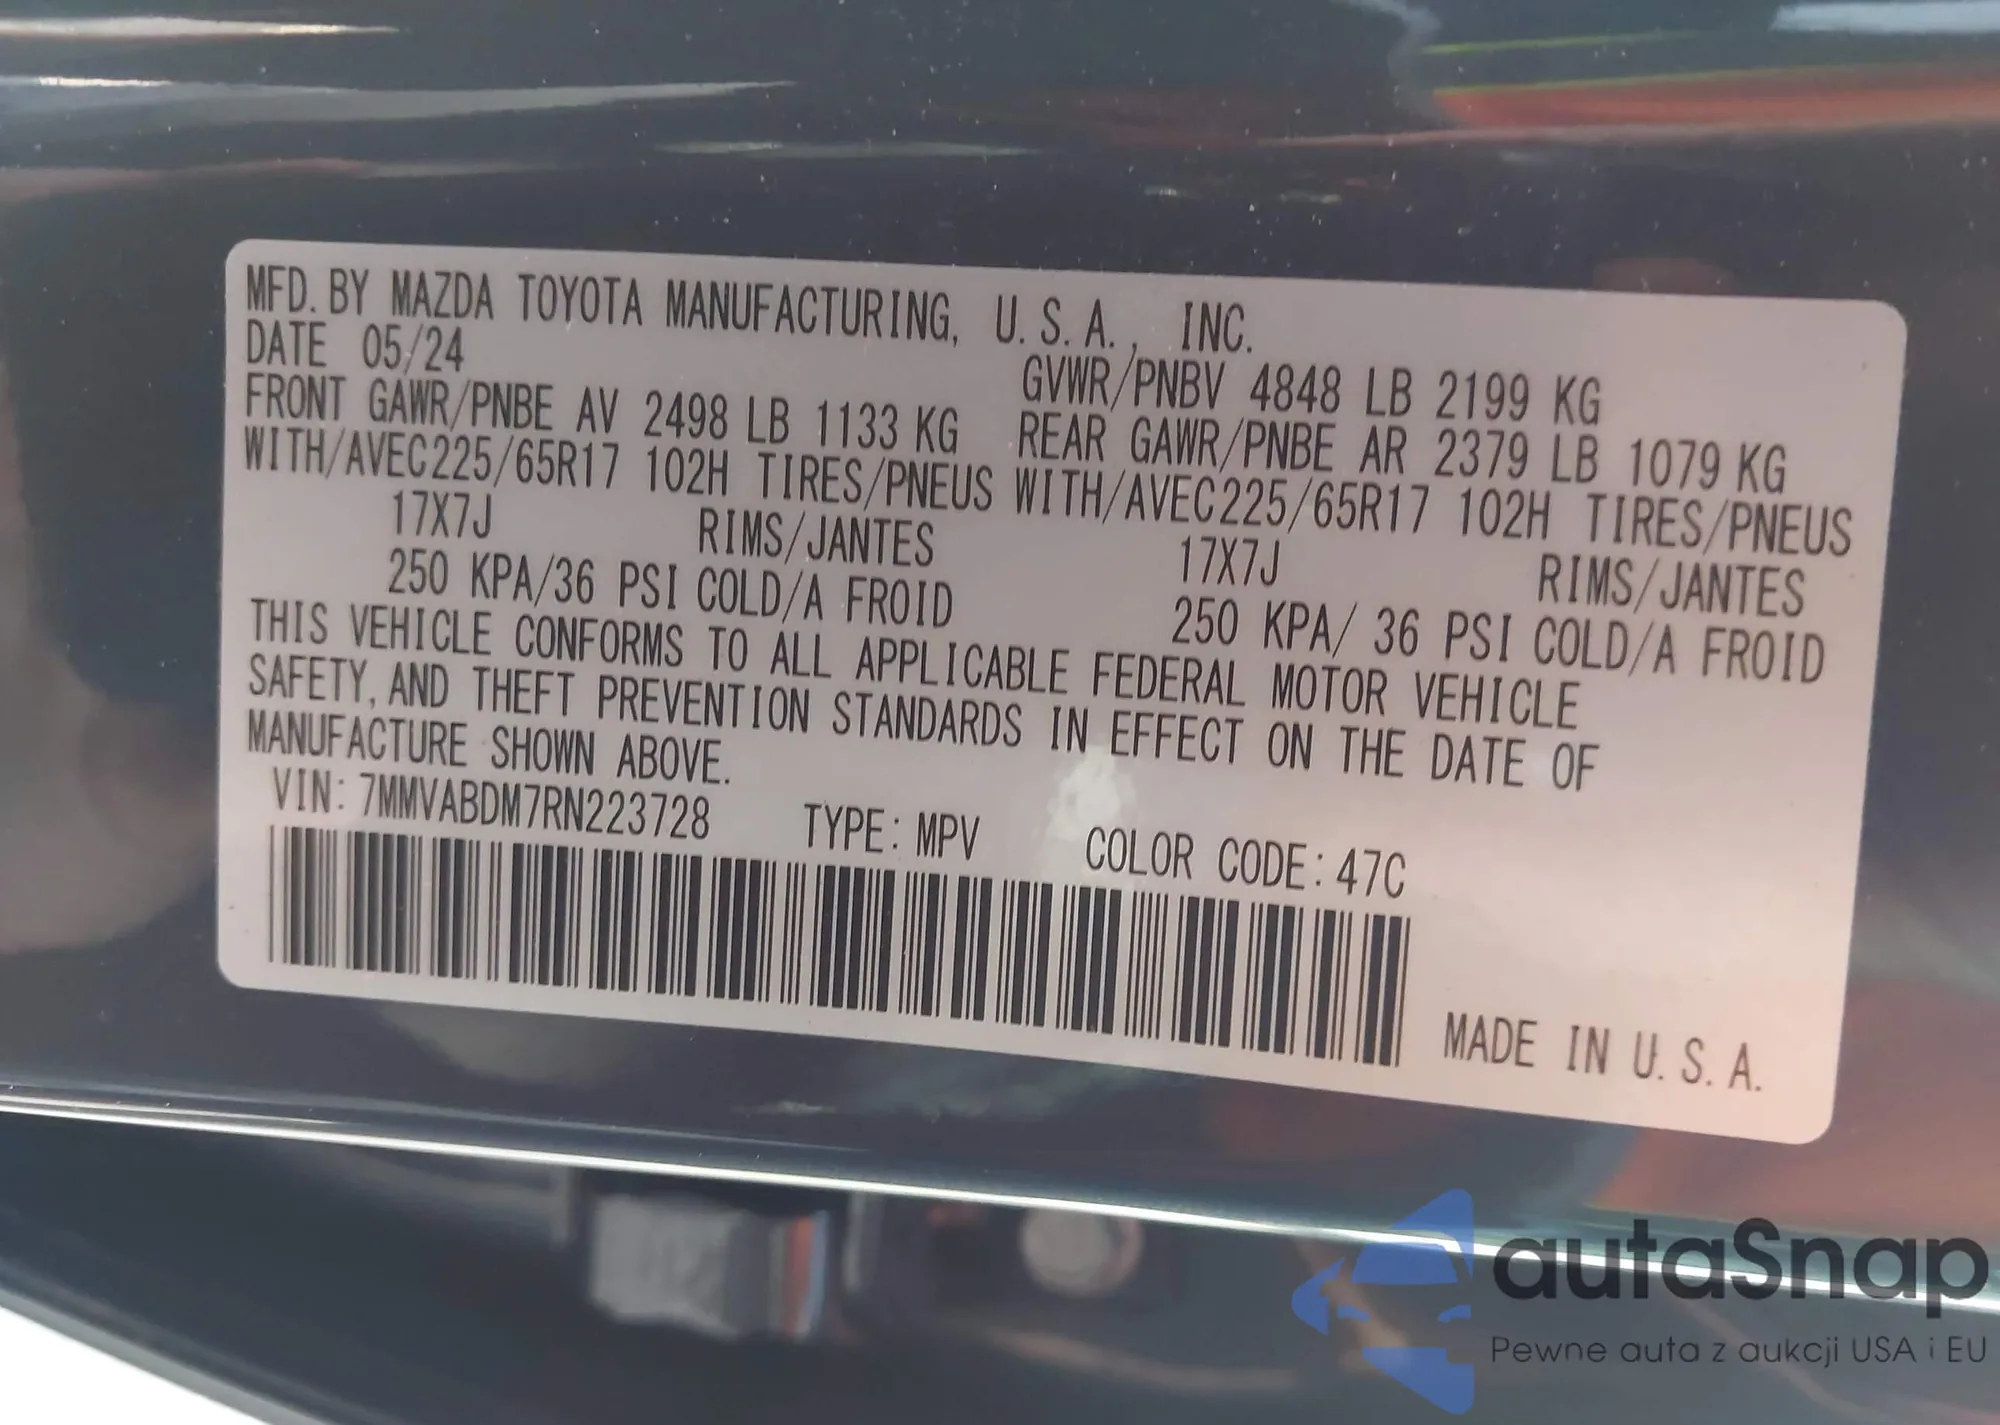 MFD. BY MAZDA TOYOTA MANUFACTURING, U.S.A., INC.
DATE 05/24 GVWR/PNBV 4848 LB 2199 KG
FRONT GAWR/PNBE AV 2498 LB 1133 KG REAR GAWR/PNBE AR 2379 LB 1079 KG
WITH/AVEC225/65R17 102H TIRES/PNEUS WITH/AVEC225/65R17 102H TIRES/PNEUS
17X7J RIMS/JANTES 17X7J RIMS/JANTES
250 KPA/36 PSI COLD/A FROID 250 KPA/ 36 PSI COLD/A FROID
THIS VEHICLE CONFORMS TO ALL APPLICABLE FEDERAL MOTOR VEHICLE
SAFETY, AND THEFT PREVENTION STANDARDS IN EFFECT ON THE DATE OF
MANUFACTURE SHOWN ABOVE.
VIN: 7MMVABDM7RN223728 TYPE: MPV COLOR CODE: 47C
MADE IN U.S.A.
autaSnap
Pewne auta z aukcji USA i EU